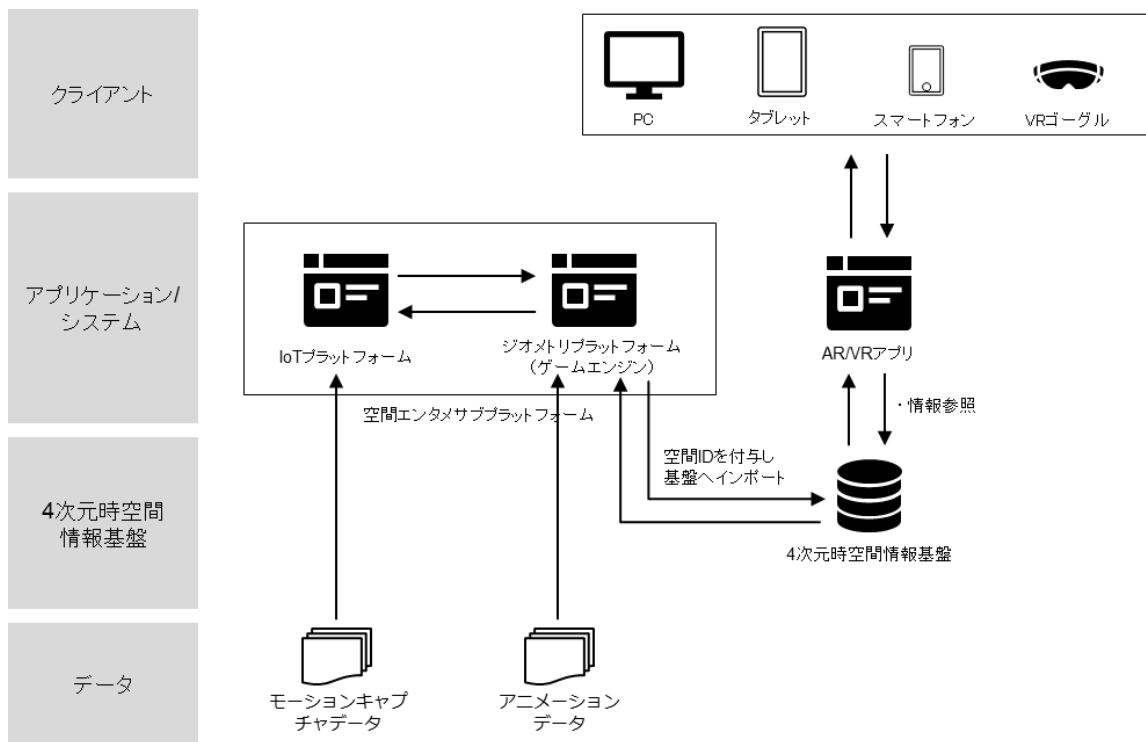 クライアント
PC
タブレット
スマートフォン
VRゴーグル
アプリケーション/
システム
IoTプラットフォーム
ジオメトリプラットフォーム
（ゲームエンジン）
空間エンタメサブプラットフォーム
AR/VRアプリ
・情報参照
4次元時空間
情報基盤
空間IDを付与し
基盤へインポート
4次元時空間情報基盤
データ
モーションキャプ
チャデータ
アニメーション
データ